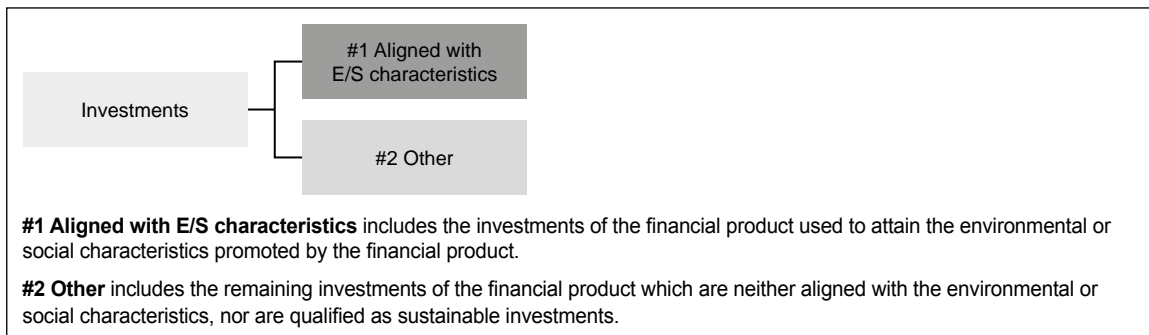 #1 Aligned with
E/S characteristics
Investments
#2 Other
#1 Aligned with E/S characteristics includes the investments of the financial product used to attain the environmental or
social characteristics promoted by the financial product.
#2 Other includes the remaining investments of the financial product which are neither aligned with the environmental or
social characteristics, nor are qualified as sustainable investments.